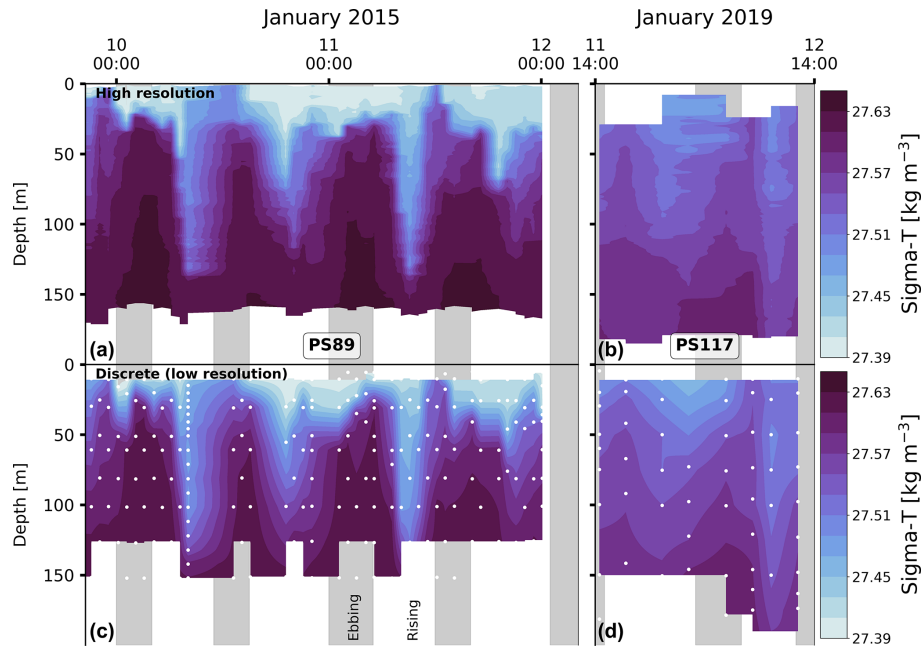 January 2015
January 2019
10
00:00
11
00:00
12
00:00
11
14:00
12
14:00
High resolution
0
50
100
150
Depth [m]
(a)
PS89
(b)
PS117
27.63
27.57
27.51
27.45
27.39
Sigma-T [kg m⁻³]
Discrete (low resolution)
0
50
100
150
Depth [m]
(c)
Ebbing
Rising
(d)
27.63
27.57
27.51
27.45
27.39
Sigma-T [kg m⁻³]